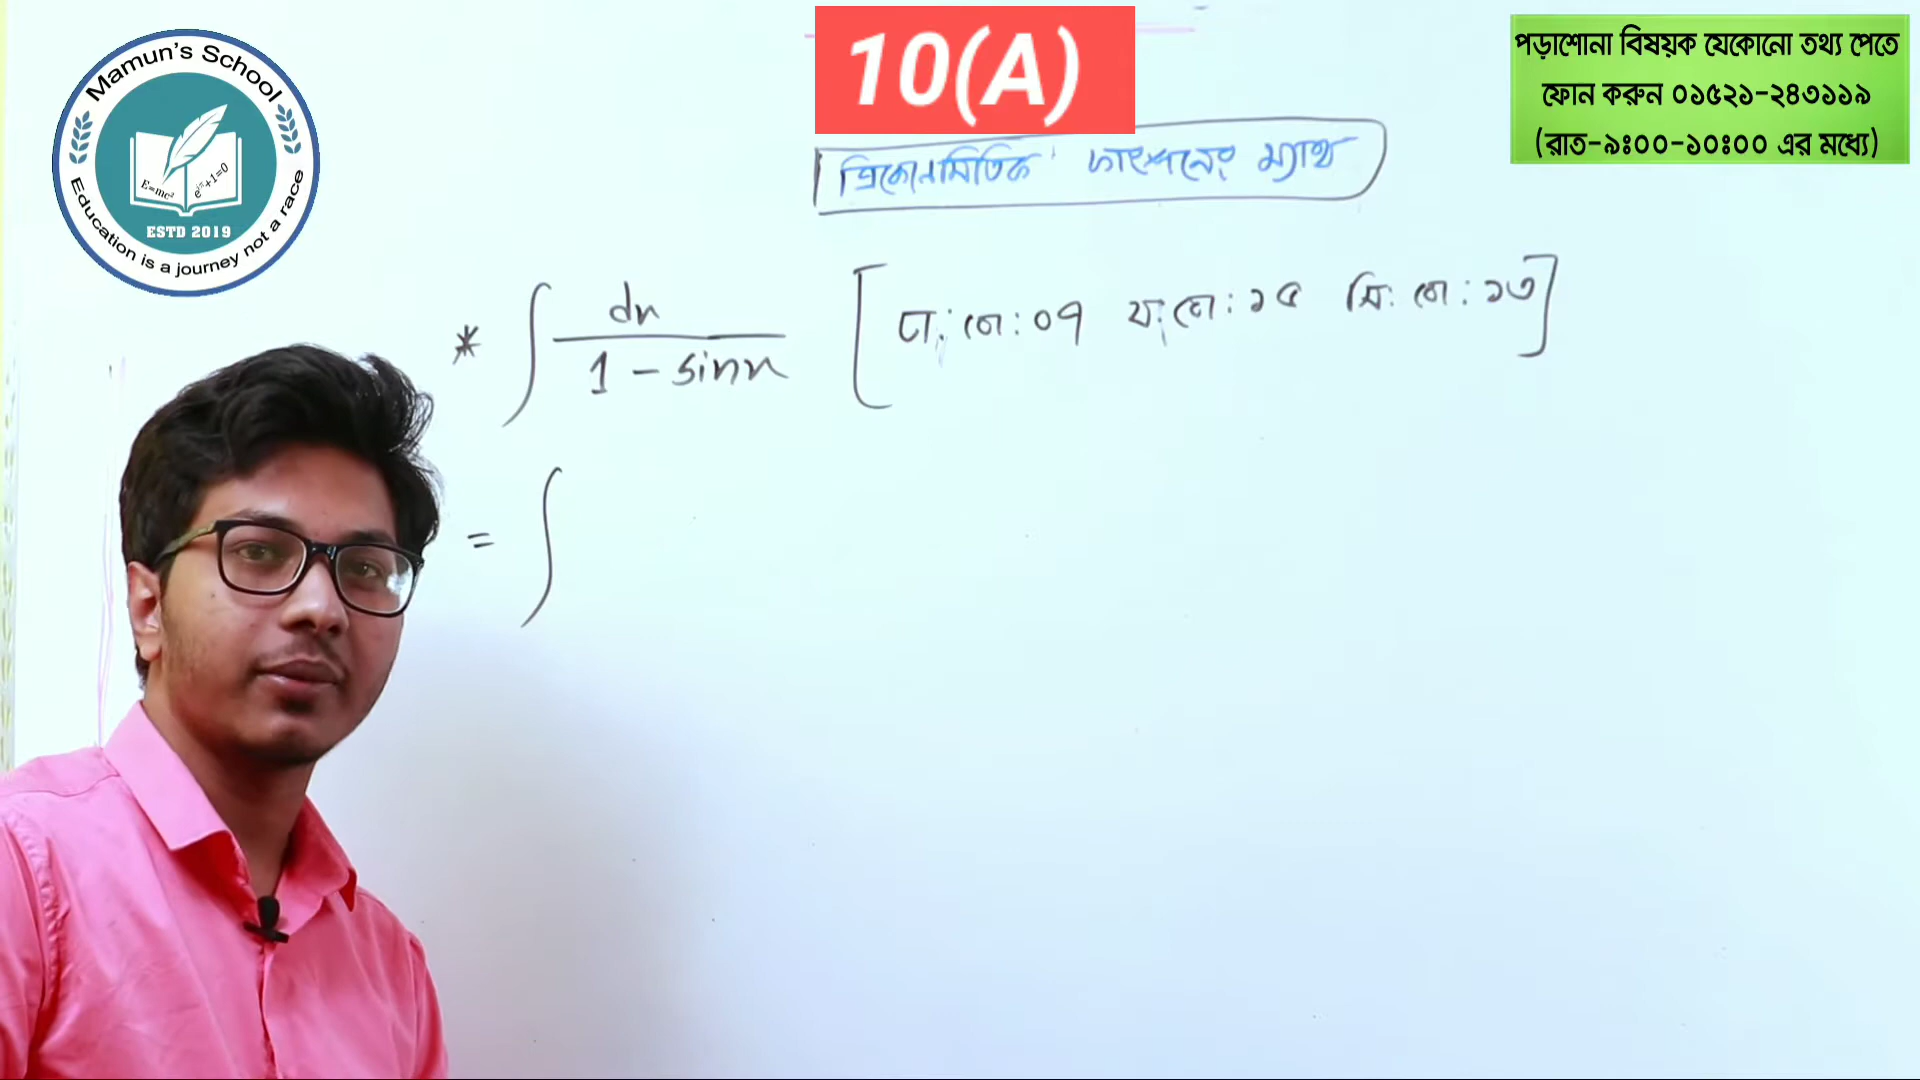 Mamun's School
E=mc²
e^iπ+1=0
ESTD 2019
Education is a journey not a race
10(A)
পড়াশোনা বিষয়ক যেকোনো তথ্য পেতে
ফোন করুন ০১৫২১-২৪৩১১৯
(রাত-৯ঃ০০-১০ঃ০০ এর মধ্যে)
ত্রিকোনমিতিক ফাংশনের ম্যাথ
* ∫ dx / 1 - sinx [ঢা: বো: ০৭ য: বো: ১৫ সি: বো: ১৩]
= ∫